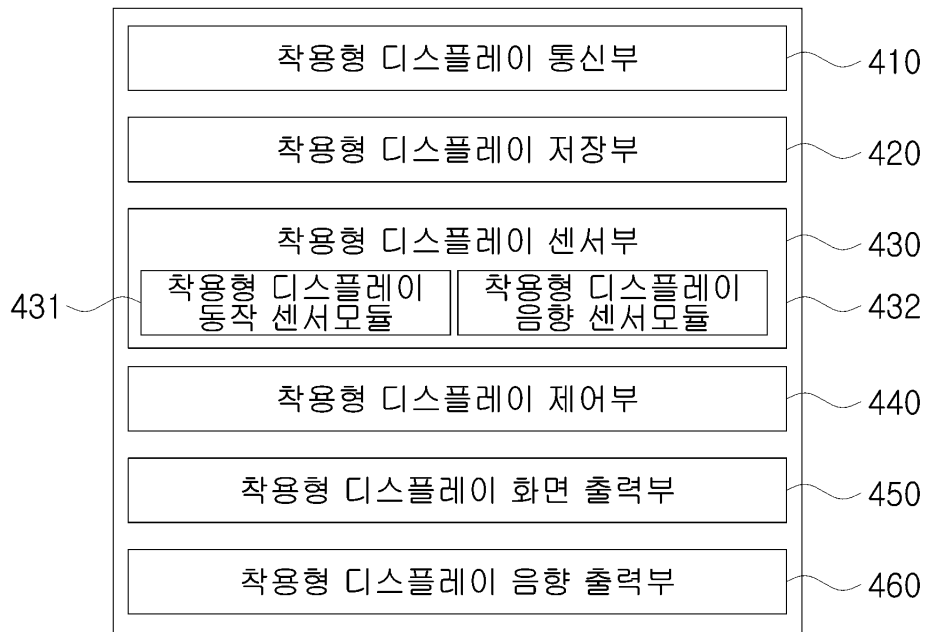 착용형 디스플레이 통신부
410
착용형 디스플레이 저장부
420
착용형 디스플레이 센서부
430
431
착용형 디스플레이
동작 센서모듈
착용형 디스플레이
음향 센서모듈
432
착용형 디스플레이 제어부
440
착용형 디스플레이 화면 출력부
450
착용형 디스플레이 음향 출력부
460